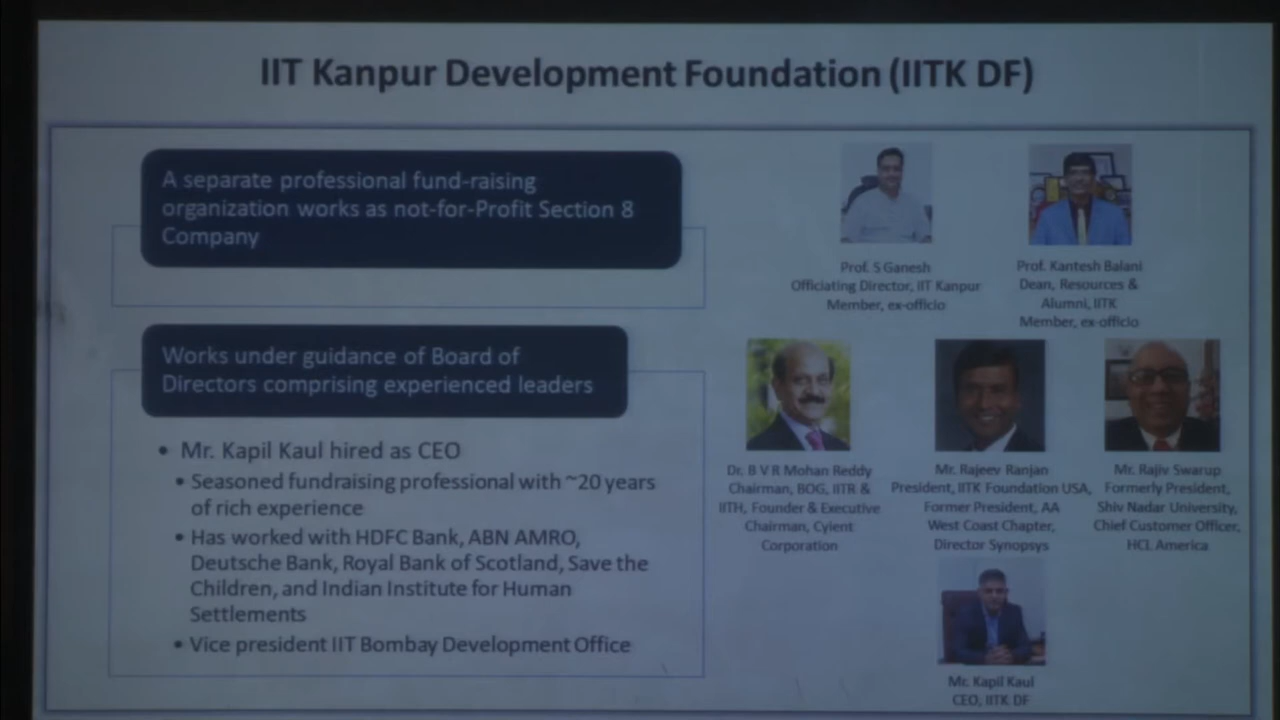 IIT Kanpur Development Foundation (IITK DF)
A separate professional fund-raising
organization works as not-for-Profit Section 8
Company
Works under guidance of Board of
Directors comprising experienced leaders
• Mr. Kapil Kaul hired as CEO
• Seasoned fundraising professional with ~20 years
of rich experience
• Has worked with HDFC Bank, ABN AMRO,
Deutsche Bank, Royal Bank of Scotland, Save the
Children, and Indian Institute for Human
Settlements
• Vice president IIT Bombay Development Office
Prof. S Ganesh
Officiating Director, IIT Kanpur
Member, ex-officio
Prof. Kantesh Balani
Dean, Resources &
Alumni, IITK
Member, ex-officio
Dr. B V R Mohan Reddy
Chairman, BOG, IITR &
IITH, Founder & Executive
Chairman, Cyient
Corporation
Mr. Rajeev Ranjan
President, IITK Foundation USA,
Former President, AA
West Coast Chapter,
Director Synopsys
Mr. Rajiv Swarup
Formerly President,
Shiv Nadar University,
Chief Customer Officer,
HCL America
Mr. Kapil Kaul
CEO, IITK DF